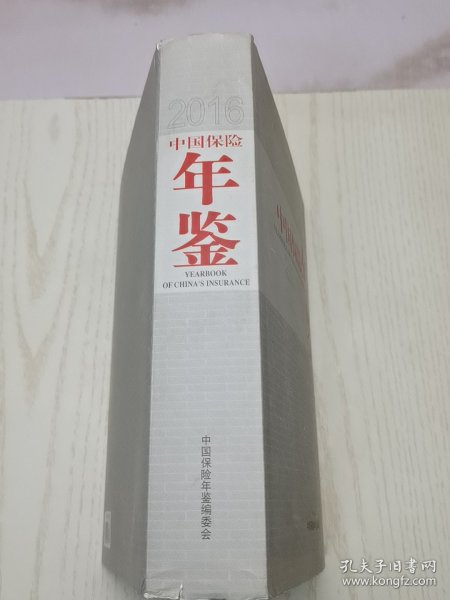 2016
中国保险
年
鉴
YEARBOOK
OF CHINA'S INSURANCE
中国保险年鉴编委会
孔夫子旧书网
www.kongfz.com